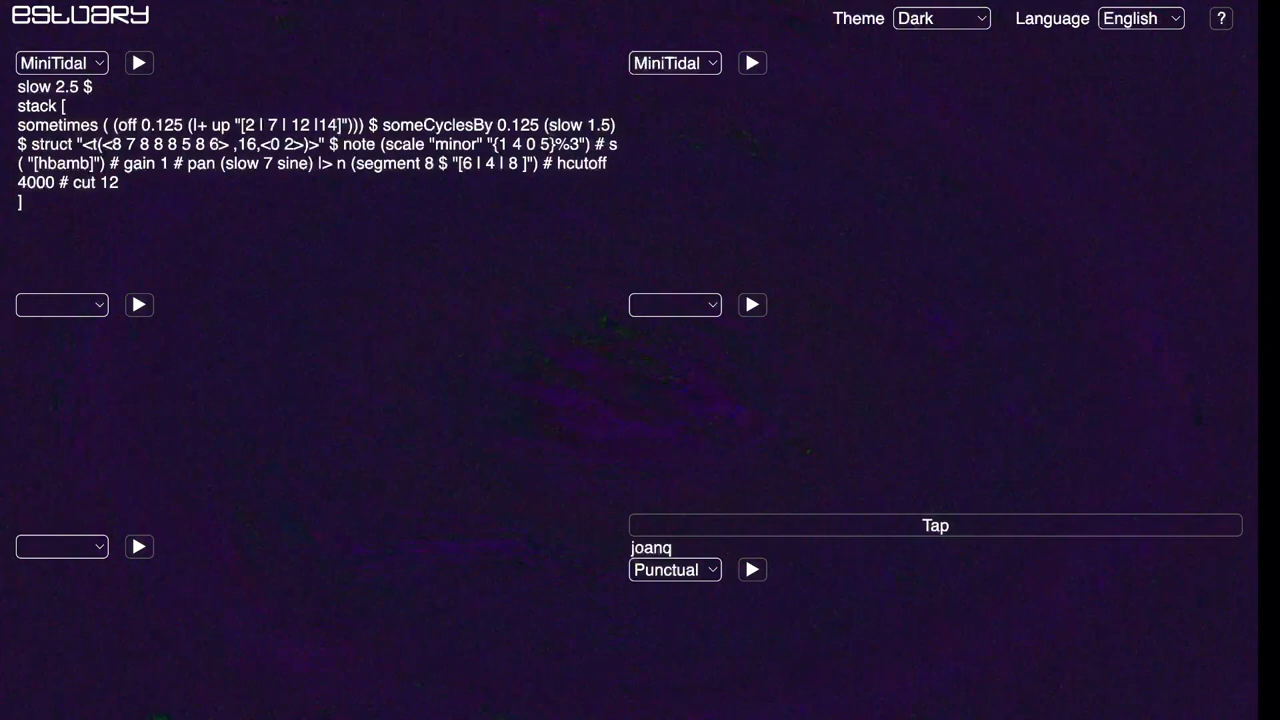 estuary
Theme Dark Language English ?
MiniTidal
slow 2.5 $
stack [
sometimes ( (off 0.125 (|+ up "[2 | 7 | 12 |14]"))) $ someCyclesBy 0.125 (slow 1.5)
$ struct "<t(<8 7 8 8 8 5 8 6> ,16,<0 2>)>" $ note (scale "minor" "{1 4 0 5}%3") # s
( "[hbamb]") # gain 1 # pan (slow 7 sine) |> n (segment 8 $ "[6 | 4 | 8 ]") # hcutoff
4000 # cut 12
]
MiniTidal
Tap
joanq
Punctual